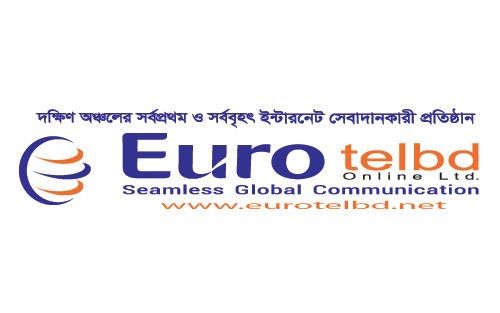 দক্ষিণ অঞ্চলের সর্বপ্রথম ও সর্ববৃহৎ ইন্টারনেট সেবাদানকারী প্রতিষ্ঠান
Euro telbd
Online Ltd.
Seamless Global Communication
www.eurotelbd.net